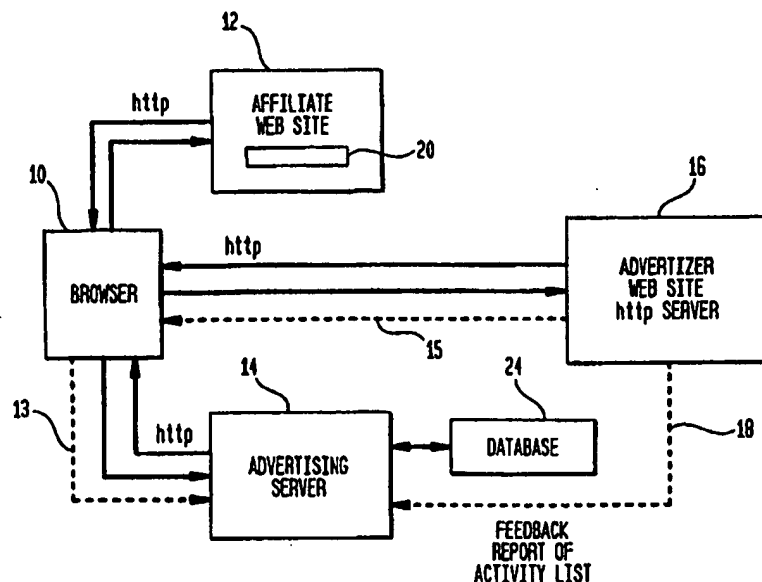 12
AFFILIATE
WEB SITE
20
http
10
BROWSER
16
ADVERTIZER
WEB SITE
http SERVER
http
15
14
ADVERTISING
SERVER
13
http
24
DATABASE
18
FEEDBACK
REPORT OF
ACTIVITY LIST